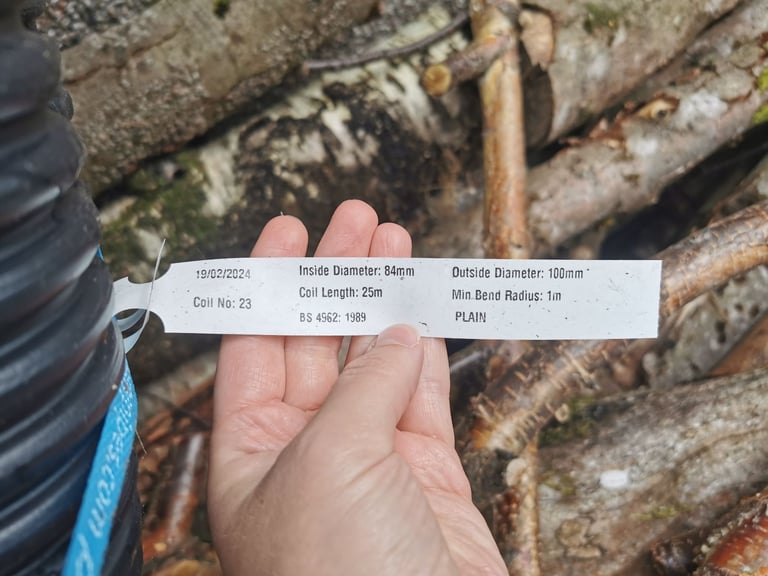 19/02/2024
Coil No: 23
Inside Diameter: 84mm
Coil Length: 25m
BS 4962: 1989
Outside Diameter: 100mm
Min.Bend Radius: 1m
PLAIN